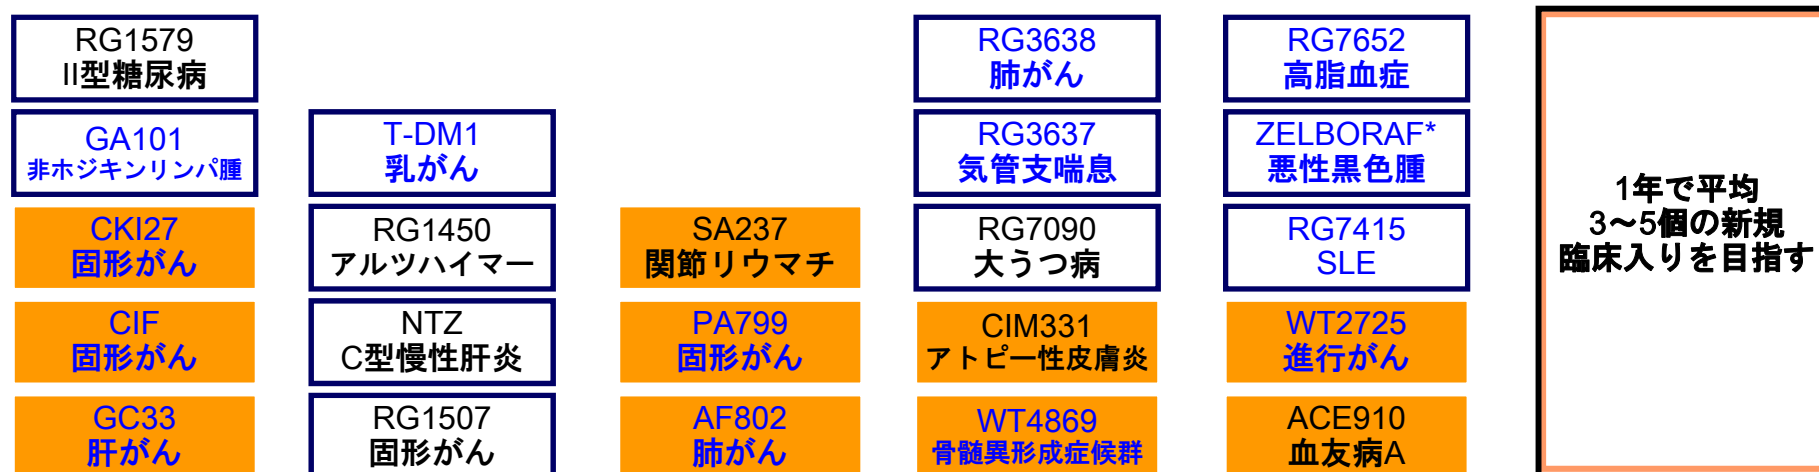 RG1579
II型糖尿病
GA101
非ホジキンリンパ腫
CKI27
固形がん
CIF
固形がん
GC33
肝がん
T-DM1
乳がん
RG1450
アルツハイマー
NTZ
C型慢性肝炎
RG1507
固形がん
SA237
関節リウマチ
PA799
固形がん
AF802
肺がん
RG3638
肺がん
RG3637
気管支喘息
RG7090
大うつ病
CIM331
アトピー性皮膚炎
WT4869
骨髄異形成症候群
RG7652
高脂血症
ZELBORAF*
悪性黒色腫
RG7415
SLE
WT2725
進行がん
ACE910
血友病A
1年で平均
3～5個の新規
臨床入りを目指す